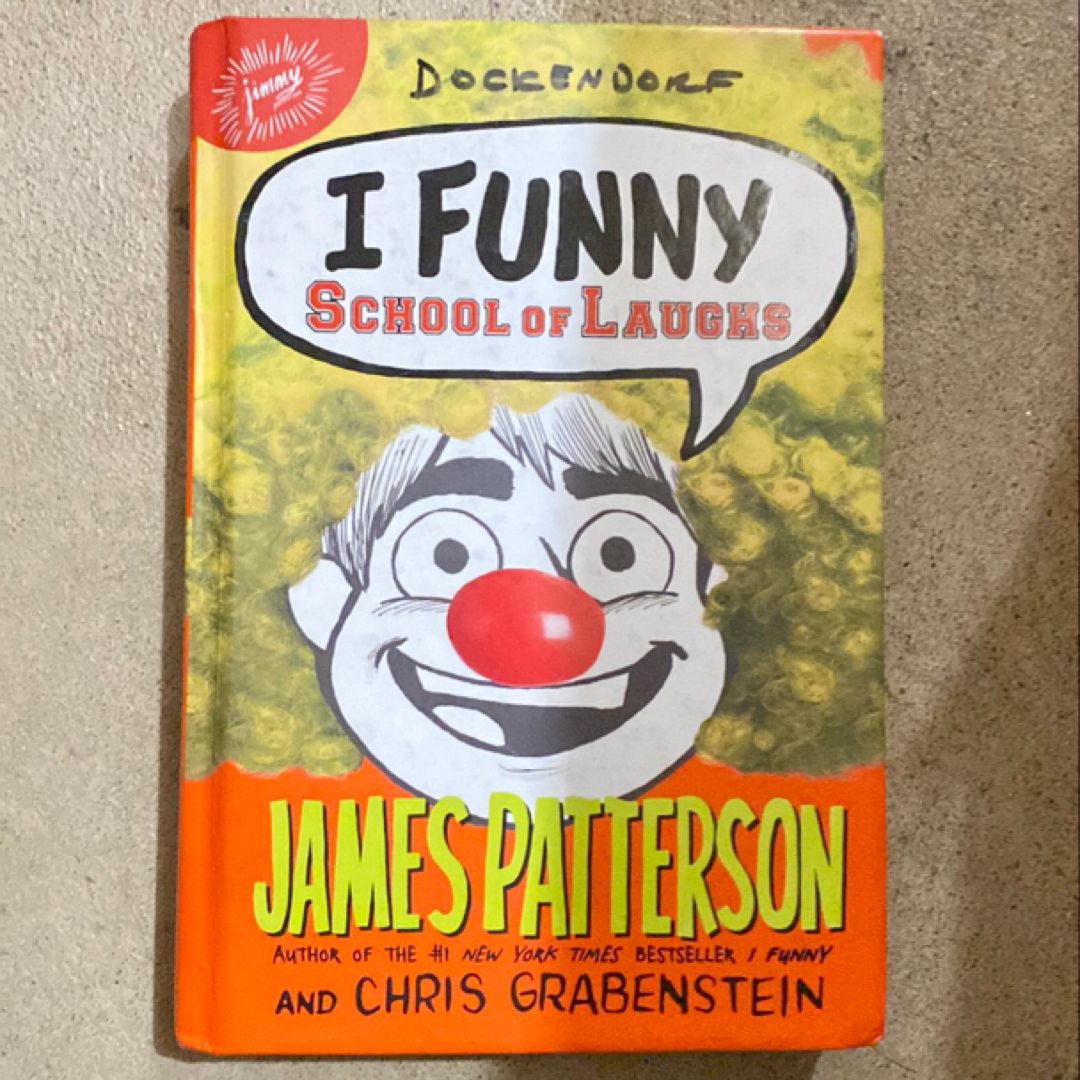 jimmy
DOCKENDORF
I FUNNY
SCHOOL OF LAUGHS
JAMES PATTERSON
AUTHOR OF THE #1 NEW YORK TIMES BESTSELLER I FUNNY
AND CHRIS GRABENSTEIN